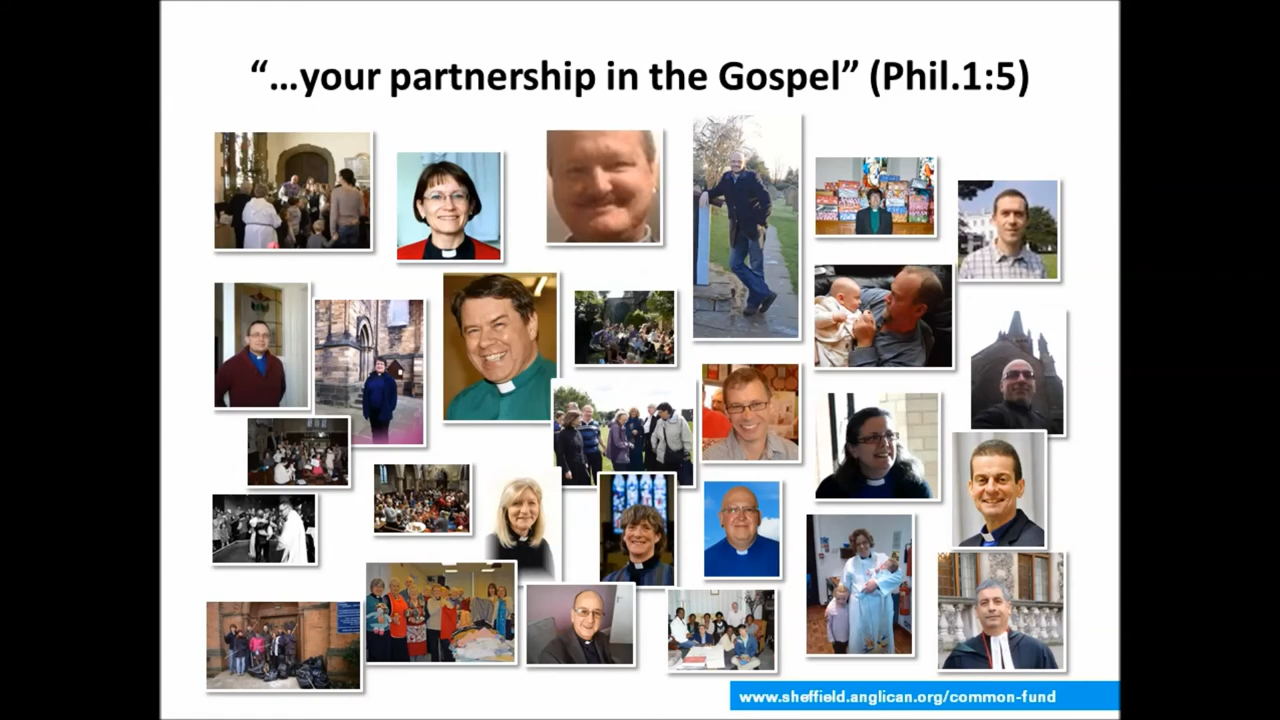 “...your partnership in the Gospel” (Phil.1:5)
www.sheffield.anglican.org/common-fund